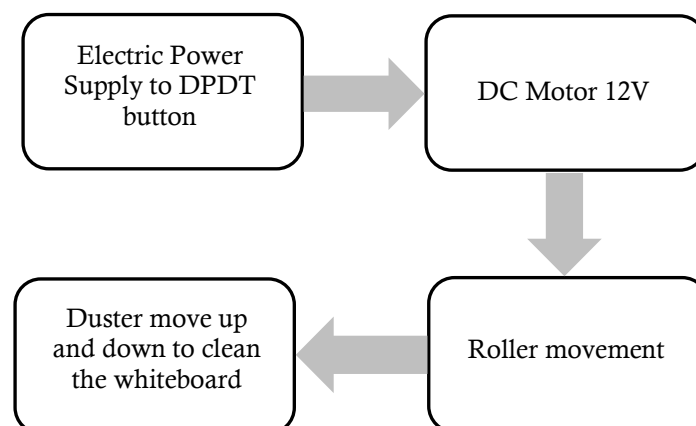 Electric Power
Supply to DPDT
button
DC Motor 12V
Roller movement
Duster move up
and down to clean
the whiteboard